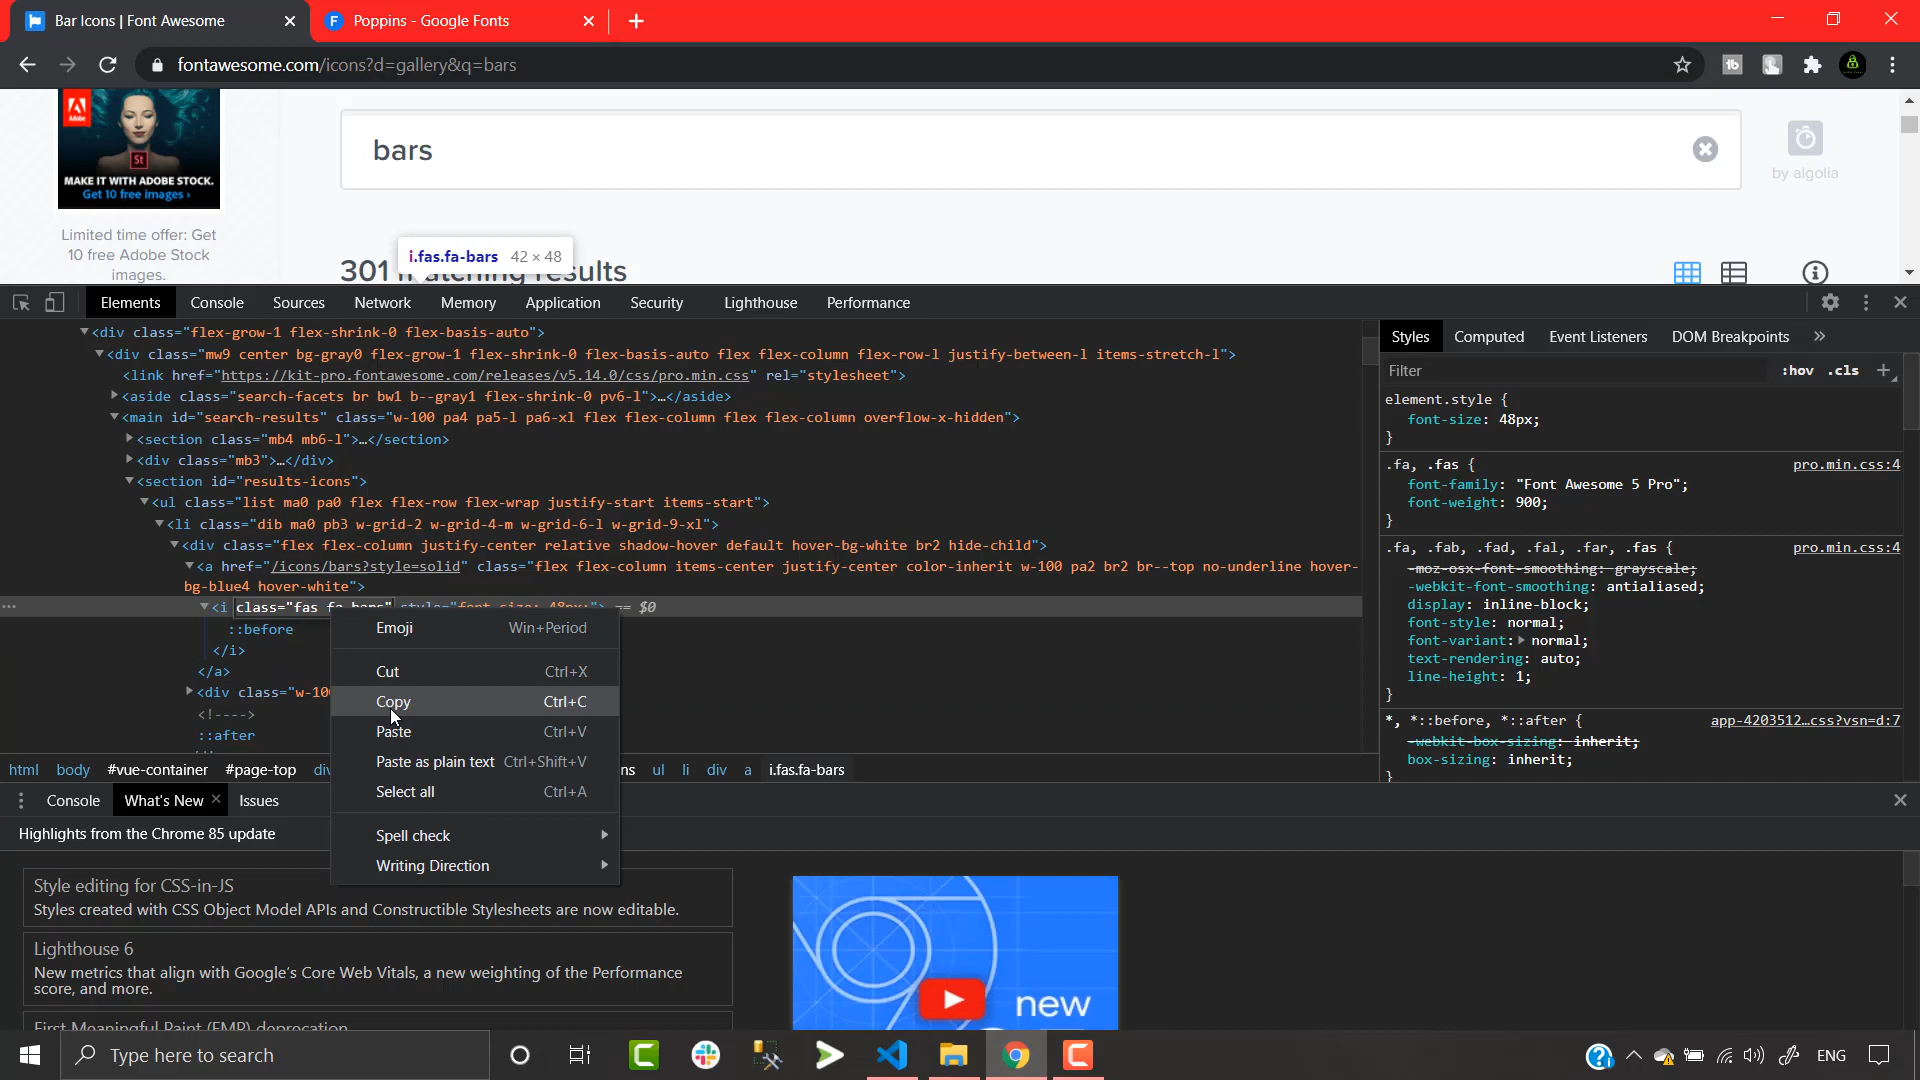 Bar Icons | Font Awesome
Poppins - Google Fonts
fontawesome.com/icons?d=gallery&q=bars
St
MAKE IT WITH ADOBE STOCK.
Get 10 free images ›
Limited time offer: Get
10 free Adobe Stock
images.
bars
by algolia
i.fas.fa-bars 42 × 48
301 matching results
Elements Console Sources Network Memory Application Security Lighthouse Performance
<div class="flex-grow-1 flex-shrink-0 flex-basis-auto">
<div class="mw9 center bg-gray0 flex-grow-1 flex-shrink-0 flex-basis-auto flex flex-column flex-row-l justify-between-l items-stretch-l">
<link href="https://kit-pro.fontawesome.com/releases/v5.14.0/css/pro.min.css" rel="stylesheet">
<aside class="search-facets br bw1 b--gray1 flex-shrink-0 pv6-l">…</aside>
<main id="search-results" class="w-100 pa4 pa5-l pa6-xl flex flex-column flex flex-column overflow-x-hidden">
<section class="mb4 mb6-l">…</section>
<div class="mb3">…</div>
<section id="results-icons">
<ul class="list ma0 pa0 flex flex-row flex-wrap justify-start items-start">
<li class="dib ma0 pb3 w-grid-2 w-grid-4-m w-grid-6-l w-grid-9-xl">
<div class="flex flex-column justify-center relative shadow-hover default hover-bg-white br2 hide-child">
<a href="/icons/bars?style=solid" class="flex flex-column items-center justify-center color-inherit w-100 pa2 br2 br--top no-underline hover-
bg-blue4 hover-white">
<i class="fas fa-bars" style="font-size: 48px;"> == $0
::before
</i>
</a>
<div class="w-100
<!---->
::after
Emoji Win+Period
Cut Ctrl+X
Copy Ctrl+C
Paste Ctrl+V
Paste as plain text Ctrl+Shift+V
Select all Ctrl+A
Spell check
Writing Direction
html body #vue-container #page-top div ns ul li div a i.fas.fa-bars
Styles Computed Event Listeners DOM Breakpoints »
Filter :hov .cls +
element.style {
font-size: 48px;
}
.fa, .fas { pro.min.css:4
font-family: "Font Awesome 5 Pro";
font-weight: 900;
}
.fa, .fab, .fad, .fal, .far, .fas { pro.min.css:4
-moz-osx-font-smoothing: grayscale;
-webkit-font-smoothing: antialiased;
display: inline-block;
font-style: normal;
font-variant: normal;
text-rendering: auto;
line-height: 1;
}
*, *::before, *::after { app-4203512…css?vsn=d:7
-webkit-box-sizing: inherit;
box-sizing: inherit;
}
Console What's New Issues
Highlights from the Chrome 85 update
Style editing for CSS-in-JS
Styles created with CSS Object Model APIs and Constructible Stylesheets are now editable.
Lighthouse 6
New metrics that align with Google's Core Web Vitals, a new weighting of the Performance
score, and more.
First Meaningful Paint (FMP) deprecation
new
Type here to search
ENG